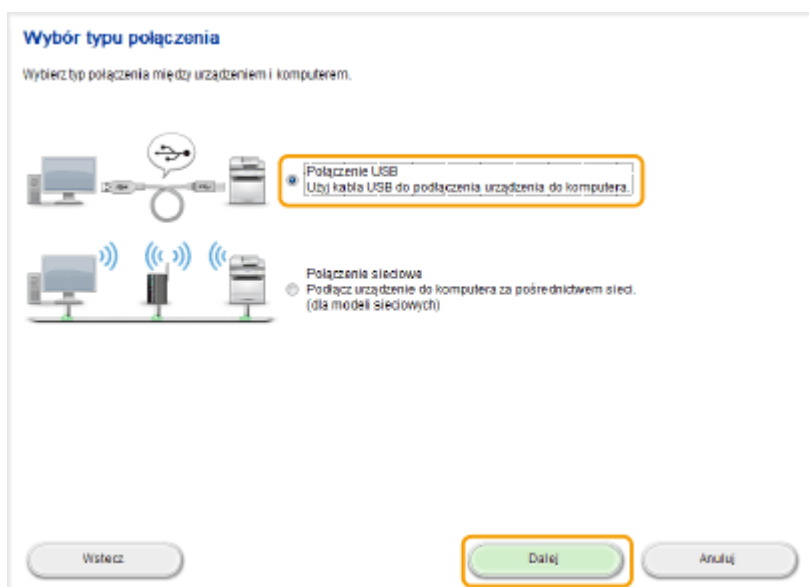 Wybór typu połączenia
Wybierz typ połączenia między urządzeniem i komputerem.
Połączenie USB
Użyj kabla USB do podłączenia urządzenia do komputera.
Połączenie sieciowe
Podłącz urządzenie do komputera za pośrednictwem sieci.
(dla modeli sieciowych)
Wstecz
Dalej
Anuluj